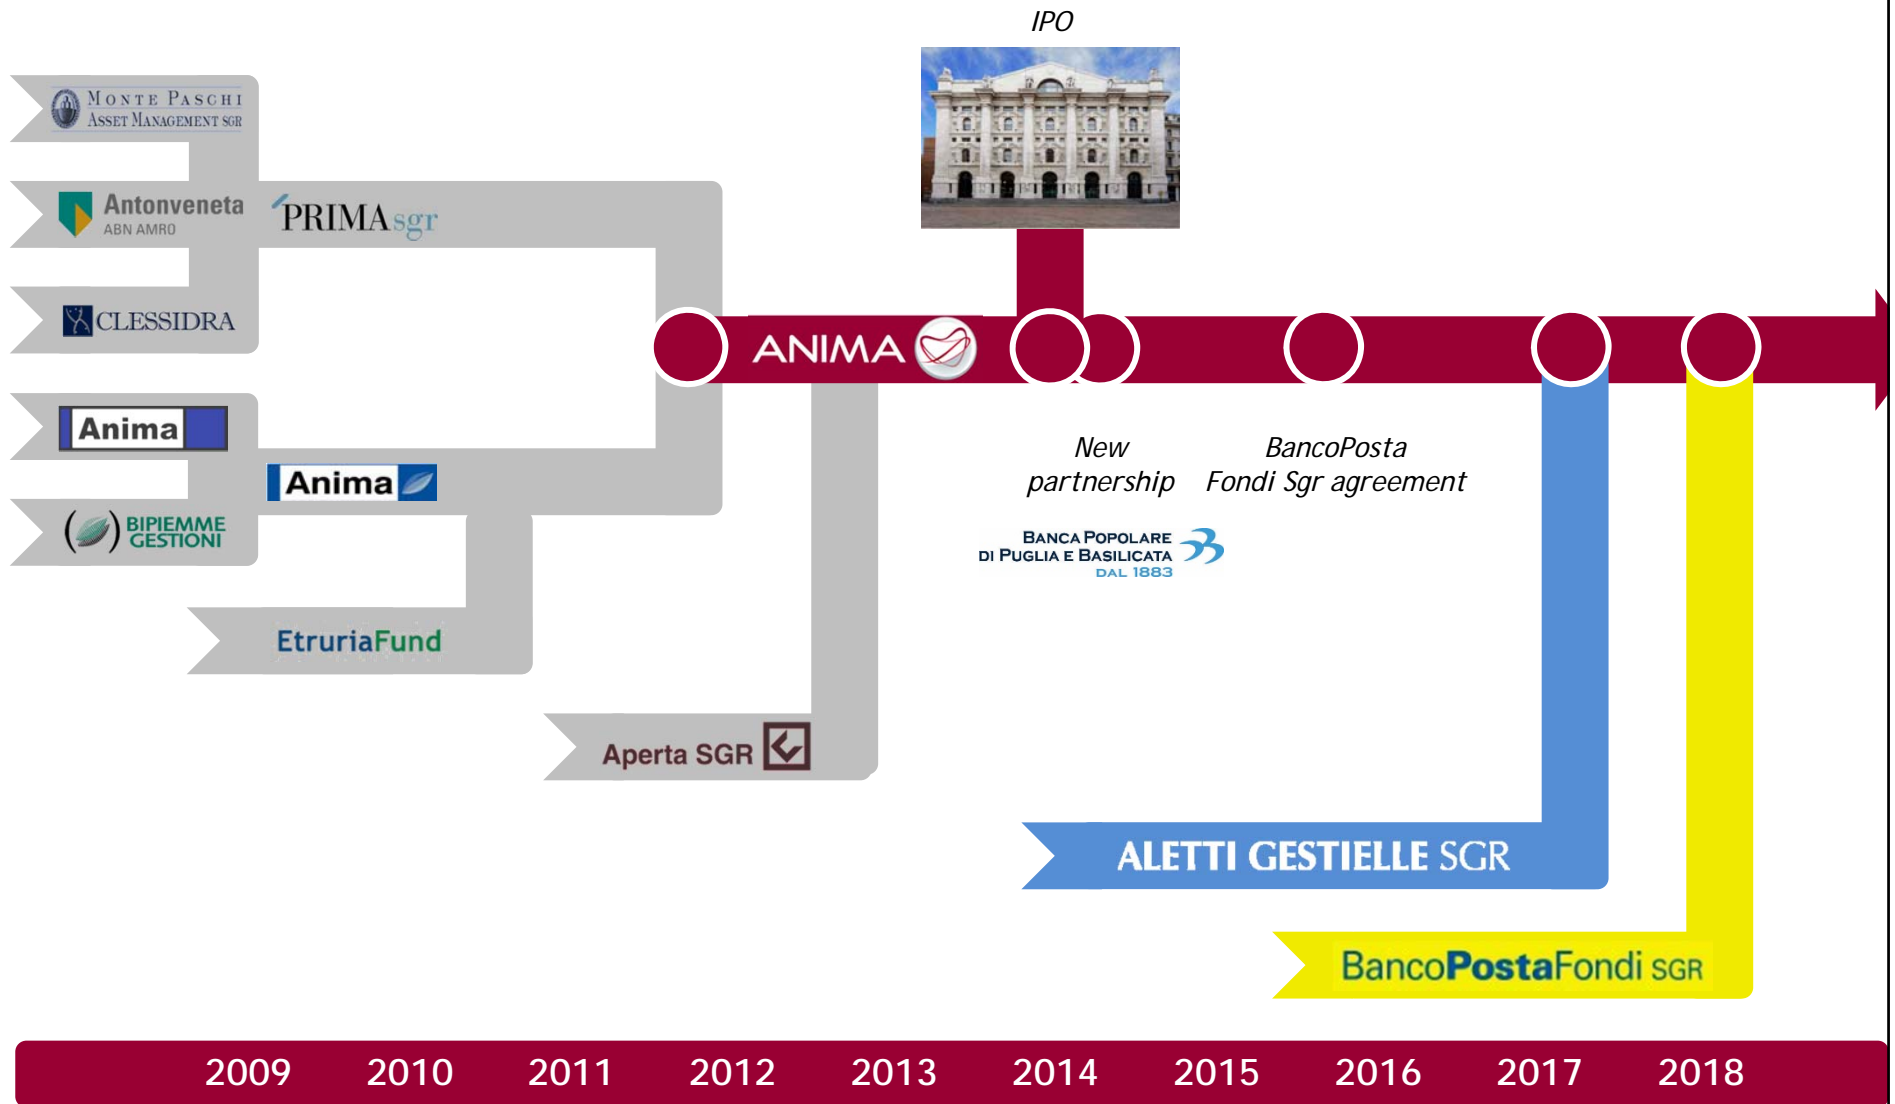 IPO
MONTE PASCHI
ASSET MANAGEMENT SGR
Antonveneta
ABN AMRO
PRIMA sgr
CLESSIDRA
ANIMA
Anima
Anima
BIPIEMME
GESTIONI
New
partnership
BancoPosta
Fondi Sgr agreement
BANCA POPOLARE
DI PUGLIA E BASILICATA
DAL 1883
EtruriaFund
Aperta SGR
ALETTI GESTIELLE SGR
BancoPostaFondi SGR
2009 2010 2011 2012 2013 2014 2015 2016 2017 2018